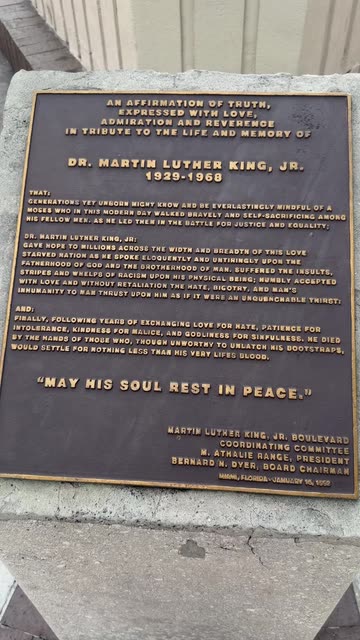 AN AFFIRMATION OF TRUTH,
EXPRESSED WITH LOVE,
ADMIRATION AND REVERENCE
IN TRIBUTE TO THE LIFE AND MEMORY OF
DR. MARTIN LUTHER KING, JR.
1929-1968
THAT:
GENERATIONS YET UNBORN MIGHT KNOW AND BE EVERLASTINGLY MINDFUL OF A
MOSES WHO IN THIS MODERN DAY WALKED BRAVELY AND SELF-SACRIFICING AMONG
HIS FELLOW MEN, AS HE LED THEN IN THE BATTLE FOR JUSTICE AND EQUALITY;
DR. MARTIN LUTHER KING, JR:
GAVE HOPE TO MILLIONS ACROSS THE WIDTH AND BREADTH OF THIS LOVE
STARVED NATION AS HE SPOKE ELOQUENTLY AND UNTIRINGLY UPON THE
FATHERHOOD OF GOD AND THE BROTHERHOOD OF MAN, SUFFERED THE INSULTS,
STRIPES AND WHELPS OF RACISM UPON HIS PHYSICAL BEING; HUMBLY ACCEPTED
WITH LOVE AND WITHOUT RETALIATION THE HATE, BIGOTRY, AND MAN'S
INHUMANITY TO MAN THRUST UPON HIM AS IF IT WERE AN UNQUENCHABLE THIRST;
AND:
FINALLY, FOLLOWING YEARS OF EXCHANGING LOVE FOR HATE, PATIENCE FOR
INTOLERANCE, KINDNESS FOR MALICE, AND GODLINESS FOR SINFULNESS. HE DIED
BY THE HANDS OF THOSE WHO, THOUGH UNWORTHY TO UNLATCH HIS BOOTSTRAPS,
WOULD SETTLE FOR NOTHING LESS THAN HIS VERY LIFES BLOOD.
"MAY HIS SOUL REST IN PEACE."
MARTIN LUTHER KING, JR. BOULEVARD
COORDINATING COMMITTEE
M. ATHALIE RANGE, PRESIDENT
BERNARD N. DYER, BOARD CHAIRMAN
MIAMI, FLORIDA - JANUARY 15,